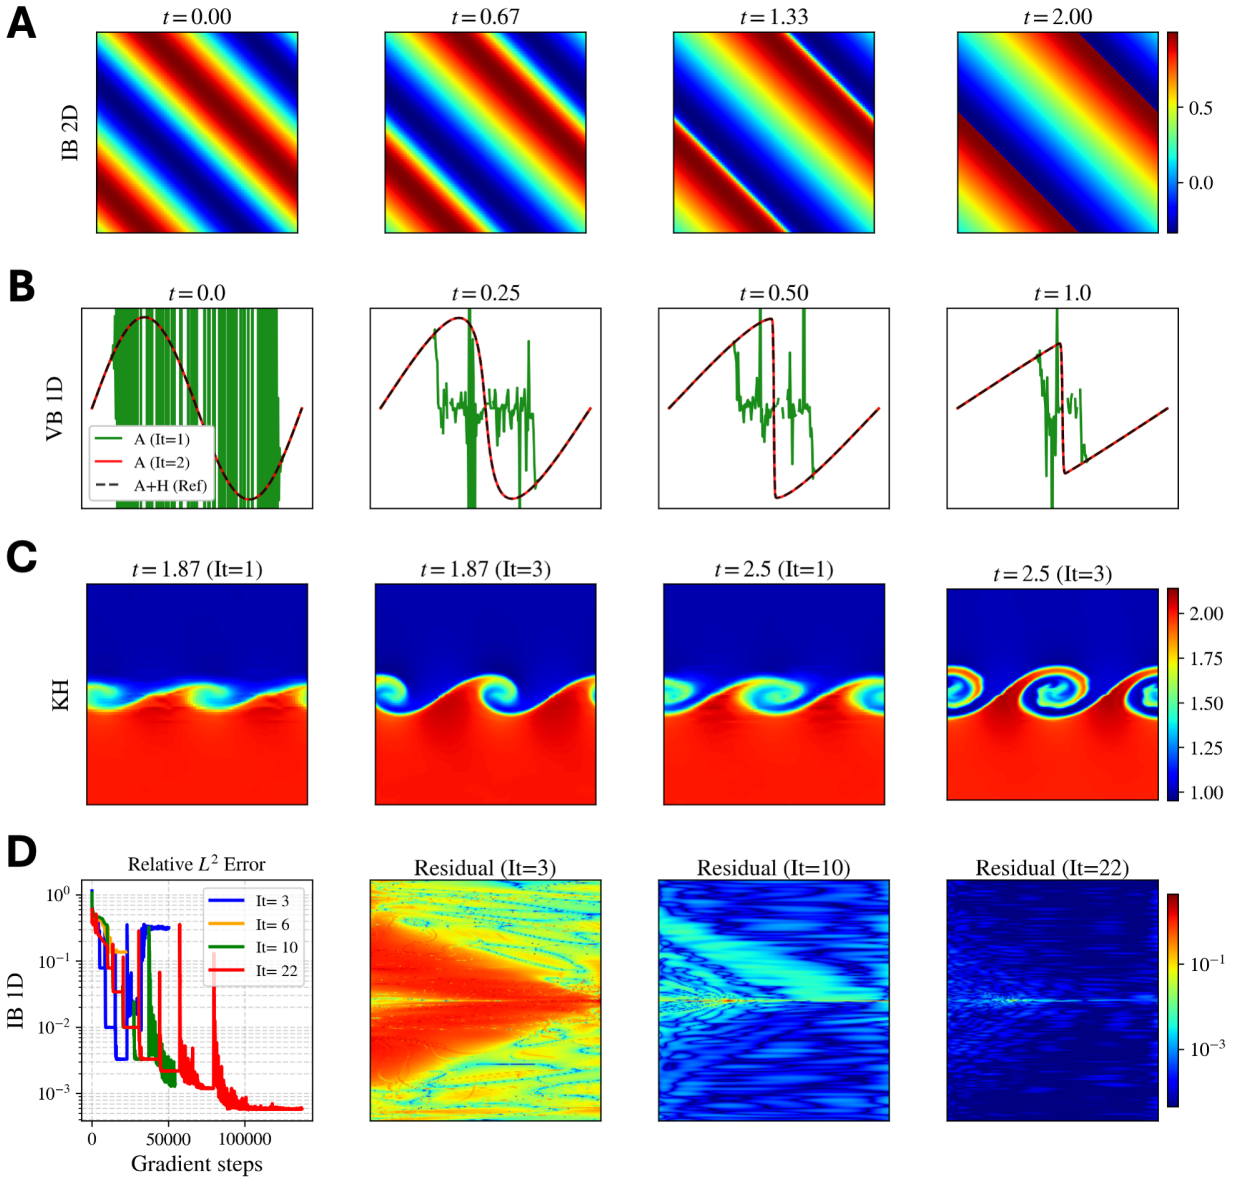 A
t = 0.00
t = 0.67
t = 1.33
t = 2.00
IB 2D
0.5
0.0
B
t = 0.0
t = 0.25
t = 0.50
t = 1.0
VB 1D
A (It=1)
A (It=2)
A+H (Ref)
C
t = 1.87 (It=1)
t = 1.87 (It=3)
t = 2.5 (It=1)
t = 2.5 (It=3)
KH
2.00
1.75
1.50
1.25
1.00
D
Relative L² Error
Residual (It=3)
Residual (It=10)
Residual (It=22)
IB 1D
10⁰
10⁻¹
10⁻²
10⁻³
It= 3
It= 6
It= 10
It= 22
0
50000
100000
Gradient steps
10⁻¹
10⁻³